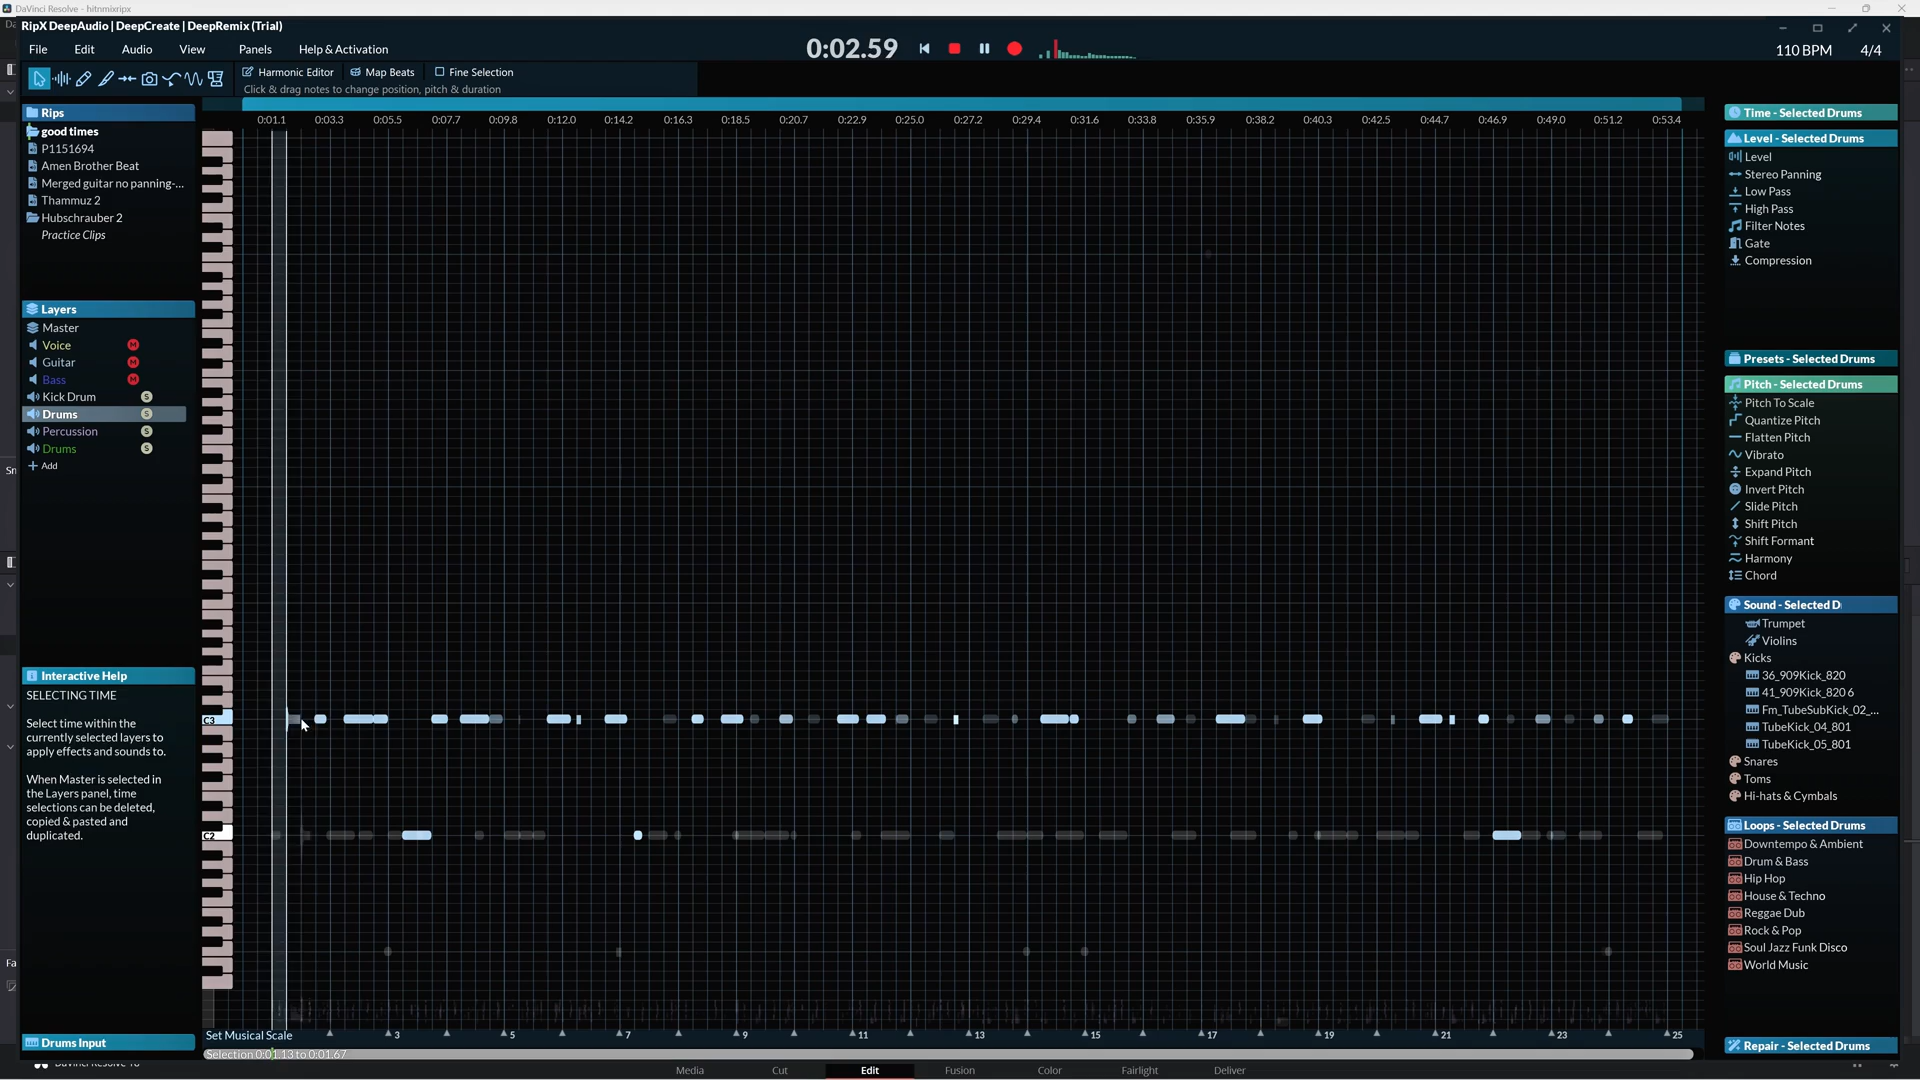 DaVinci Resolve - hitnmixripx
RipX DeepAudio | DeepCreate | DeepRemix (Trial)
File Edit Audio View Panels Help & Activation
0:02.59
110 BPM 4/4
Harmonic Editor Map Beats Fine Selection
Click & drag notes to change position, pitch & duration
Rips
good times
P1151694
Amen Brother Beat
Merged guitar no panning-...
Thammuz 2
Hubschrauber 2
Practice Clips
Layers
Master
Voice M
Guitar M
Bass M
Kick Drum S
Drums S
Percussion S
Drums S
Add
Interactive Help
SELECTING TIME
Select time within the
currently selected layers to
apply effects and sounds to.
When Master is selected in
the Layers panel, time
selections can be deleted,
copied & pasted and
duplicated.
Drums Input
0:01.1 0:03.3 0:05.5 0:07.7 0:09.8 0:12.0 0:14.2 0:16.3 0:18.5 0:20.7 0:22.9 0:25.0 0:27.2 0:29.4 0:31.6 0:33.8 0:35.9 0:38.2 0:40.3 0:42.5 0:44.7 0:46.9 0:49.0 0:51.2 0:53.4
C3
C2
Set Musical Scale 3 5 7 9 11 13 15 17 19 21 23 25
Selection 0:01.13 to 0:01.67
Time - Selected Drums
Level - Selected Drums
Level
Stereo Panning
Low Pass
High Pass
Filter Notes
Gate
Compression
Presets - Selected Drums
Pitch - Selected Drums
Pitch To Scale
Quantize Pitch
Flatten Pitch
Vibrato
Expand Pitch
Invert Pitch
Slide Pitch
Shift Pitch
Shift Formant
Harmony
Chord
Sound - Selected D
Trumpet
Violins
Kicks
36_909Kick_820
41_909Kick_820 6
Fm_TubeSubKick_02_...
TubeKick_04_801
TubeKick_05_801
Snares
Toms
Hi-hats & Cymbals
Loops - Selected Drums
Downtempo & Ambient
Drum & Bass
Hip Hop
House & Techno
Reggae Dub
Rock & Pop
Soul Jazz Funk Disco
World Music
Repair - Selected Drums
Media Cut Edit Fusion Color Fairlight Deliver